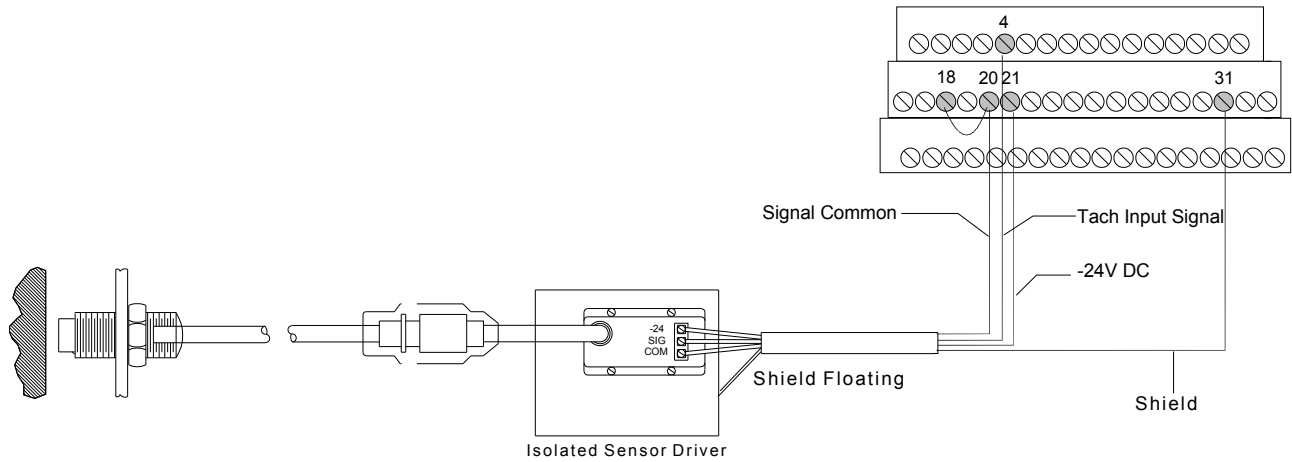 4
18 20 21 31
Signal Common
Tach Input Signal
-24V DC
-24
SIG
COM
Shield Floating
Shield
Isolated Sensor Driver